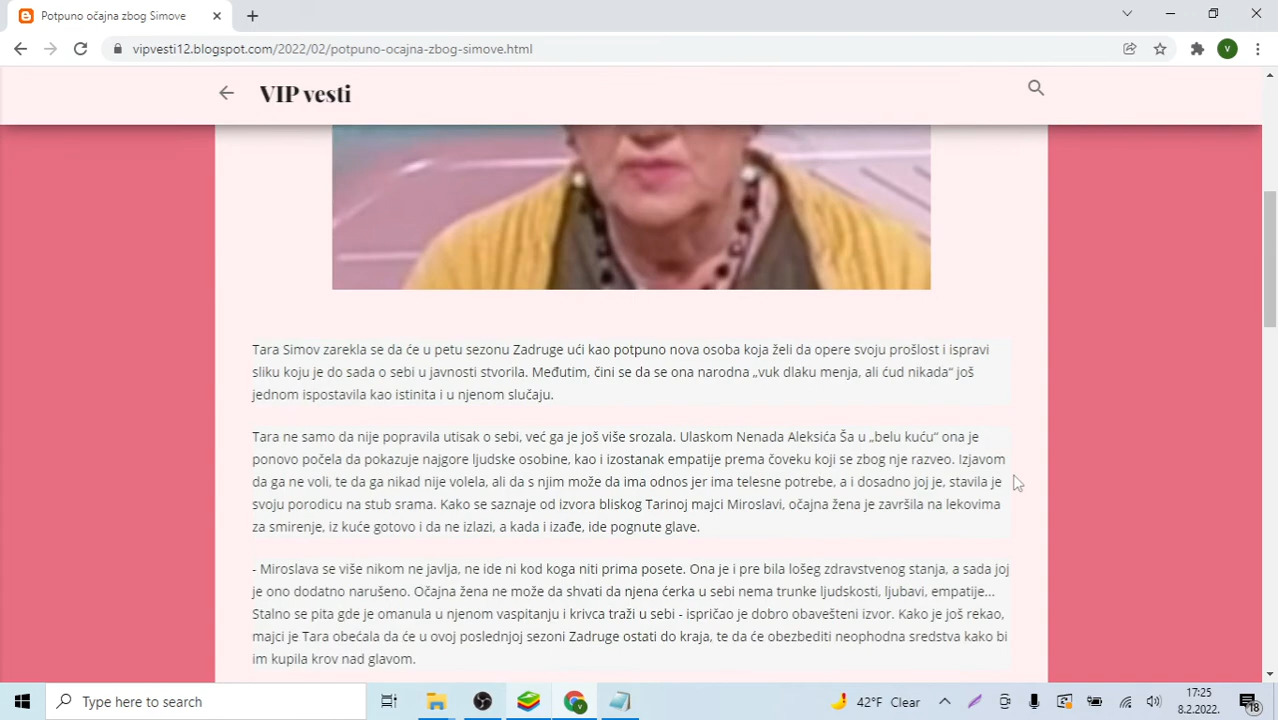 Potpuno očajna zbog Simove
vipvesti12.blogspot.com/2022/02/potpuno-ocajna-zbog-simove.html
V
VIP vesti
Tara Simov zarekla se da će u petu sezonu Zadruge ući kao potpuno nova osoba koja želi da opere svoju prošlost i ispravi
sliku koju je do sada o sebi u javnosti stvorila. Međutim, čini se da se ona narodna „vuk dlaku menja, ali ćud nikada“ još
jednom ispostavila kao istinita i u njenom slučaju.
Tara ne samo da nije popravila utisak o sebi, već ga je još više srozala. Ulaskom Nenada Aleksića Ša u „belu kuću“ ona je
ponovo počela da pokazuje najgore ljudske osobine, kao i izostanak empatije prema čoveku koji se zbog nje razveo. Izjavom
da ga ne voli, te da ga nikad nije volela, ali da s njim može da ima odnos jer ima telesne potrebe, a i dosadno joj je, stavila je
svoju porodicu na stub srama. Kako se saznaje od izvora bliskog Tarinoj majci Miroslavi, očajna žena je završila na lekovima
za smirenje, iz kuće gotovo i da ne izlazi, a kada i izađe, ide pognute glave.
- Miroslava se više nikom ne javlja, ne ide ni kod koga niti prima posete. Ona je i pre bila lošeg zdravstvenog stanja, a sada joj
je ono dodatno narušeno. Očajna žena ne može da shvati da njena ćerka u sebi nema trunke ljudskosti, ljubavi, empatije...
Stalno se pita gde je omanula u njenom vaspitanju i krivca traži u sebi - ispričao je dobro obavešteni izvor. Kako je još rekao,
majci je Tara obećala da će u ovoj poslednjoj sezoni Zadruge ostati do kraja, te da će obezbediti neophodna sredstva kako bi
im kupila krov nad glavom.
Type here to search
42°F Clear
17:25
8.2.2022.
18